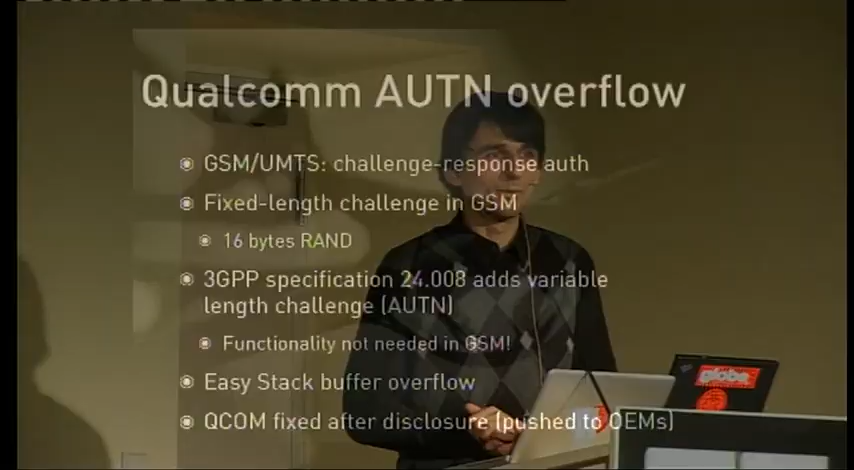 Qualcomm AUTN overflow
GSM/UMTS: challenge-response auth
Fixed-length challenge in GSM
16 bytes RAND
3GPP specification 24.008 adds variable
length challenge (AUTN)
Functionality not needed in GSM!
Easy Stack buffer overflow
QCOM fixed after disclosure (pushed to OEMs)
globe